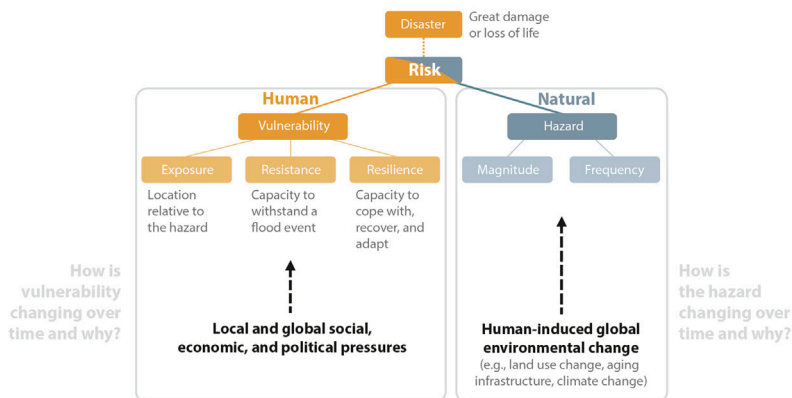 Disaster
Great damage
or loss of life
Risk
Human
Natural
Vulnerability
Hazard
Exposure
Resistance
Resilience
Magnitude
Frequency
Location
relative to
the hazard
Capacity to
withstand a
flood event
Capacity to
cope with,
recover, and
adapt
How is
vulnerability
changing over
time and why?
How is
the hazard
changing over
time and why?
Local and global social,
economic, and political pressures
Human-induced global
environmental change
(e.g., land use change, aging
infrastructure, climate change)